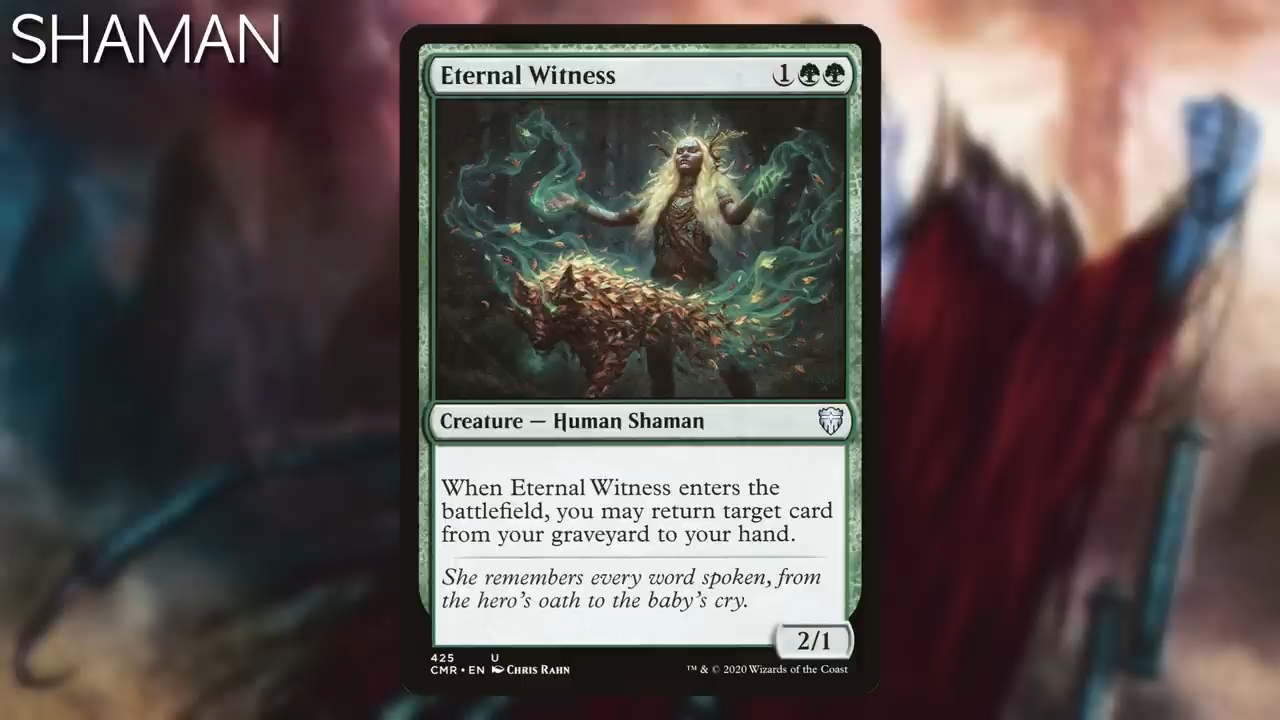 SHAMAN
Eternal Witness
1
Creature — Human Shaman
When Eternal Witness enters the
battlefield, you may return target card
from your graveyard to your hand.
She remembers every word spoken, from
the hero's oath to the baby's cry.
2/1
425 U
CMR • EN Chris Rahn
™ & © 2020 Wizards of the Coast